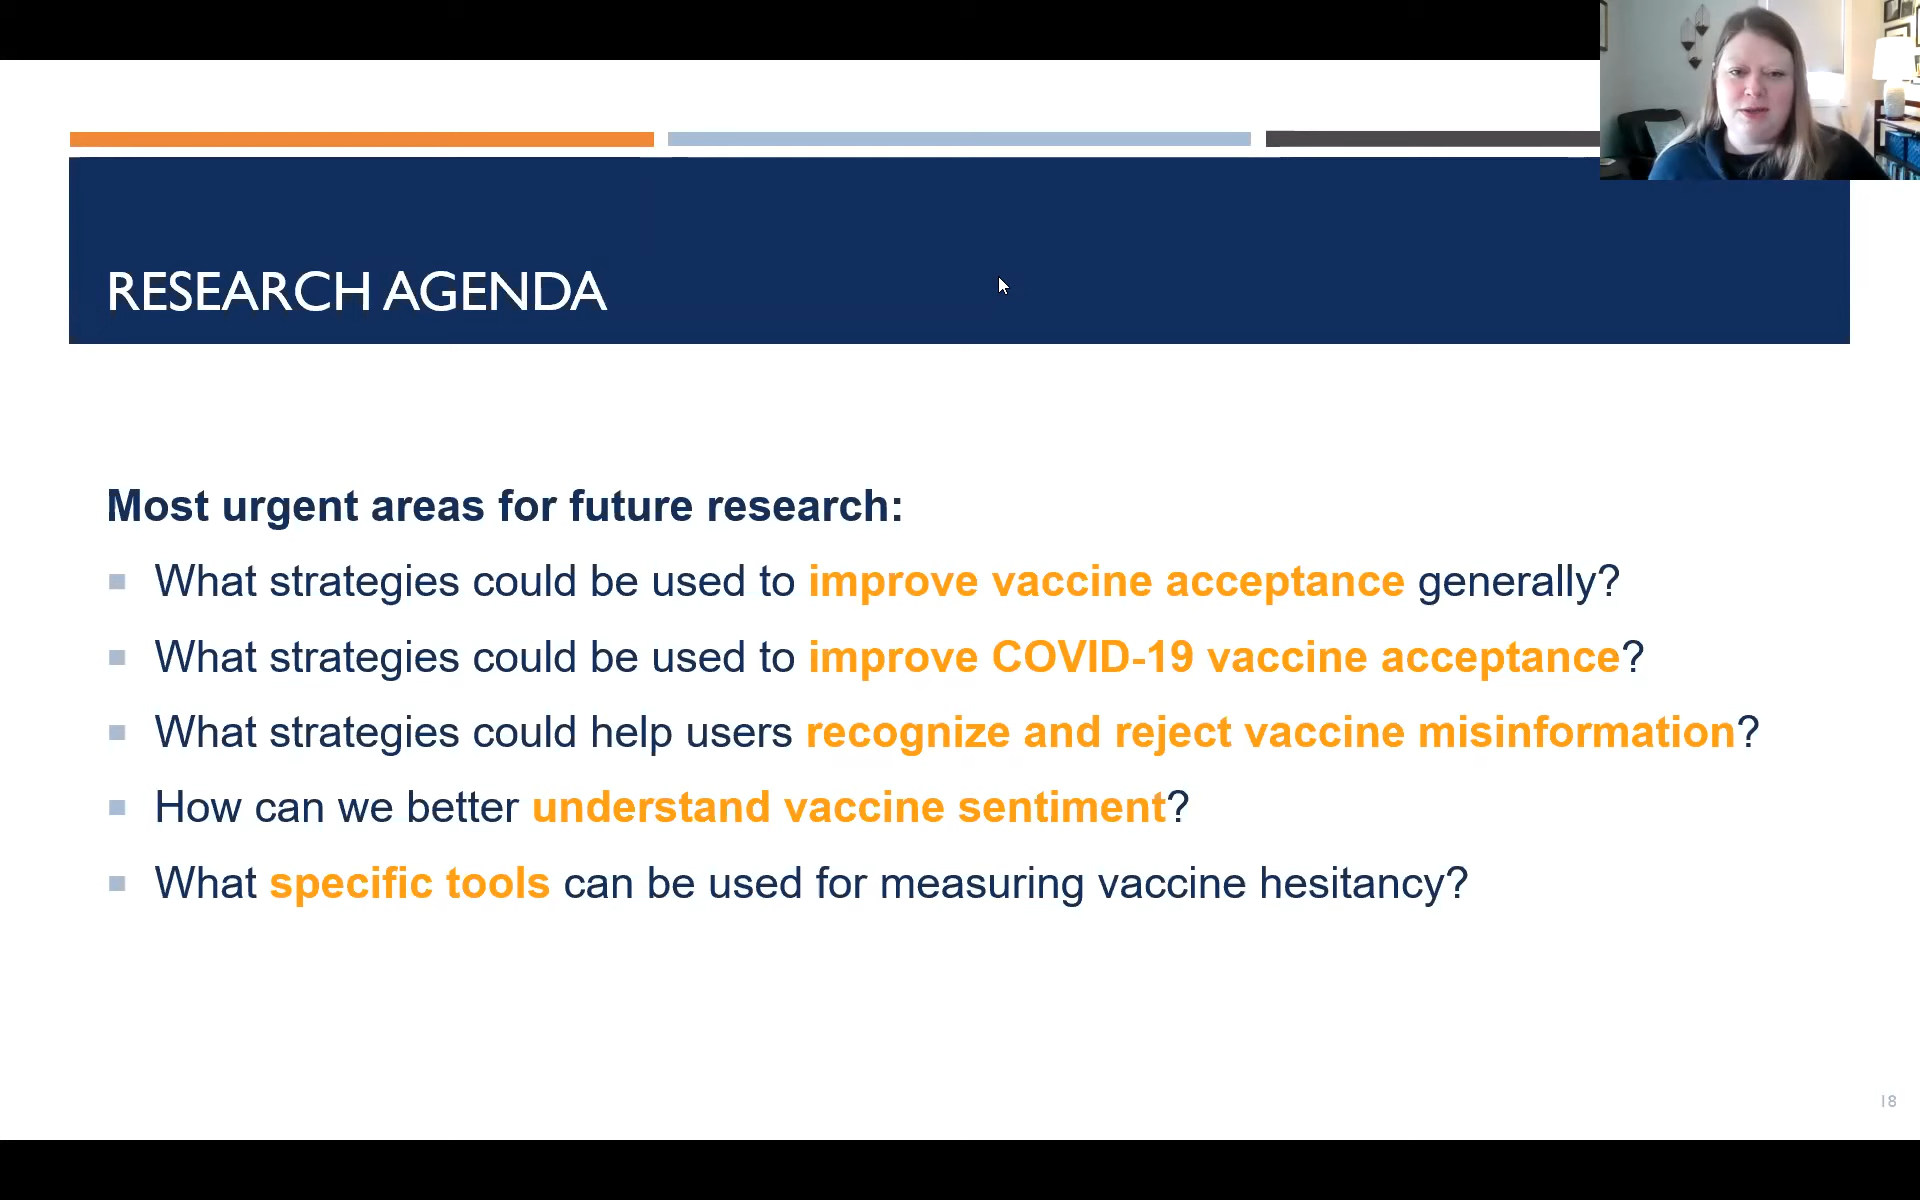 RESEARCH AGENDA
Most urgent areas for future research:
What strategies could be used to improve vaccine acceptance generally?
What strategies could be used to improve COVID-19 vaccine acceptance?
What strategies could help users recognize and reject vaccine misinformation?
How can we better understand vaccine sentiment?
What specific tools can be used for measuring vaccine hesitancy?
18